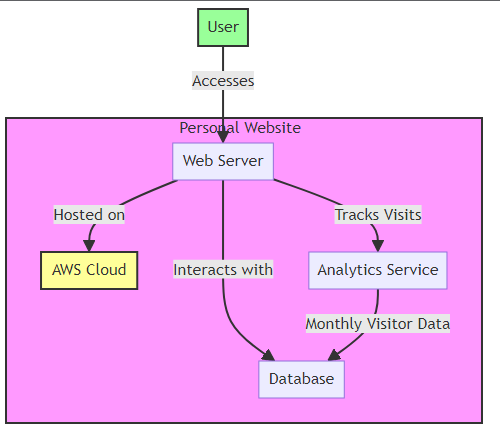 User
Accesses
Personal Website
Web Server
Hosted on
Tracks Visits
AWS Cloud
Interacts with
Analytics Service
Monthly Visitor Data
Database